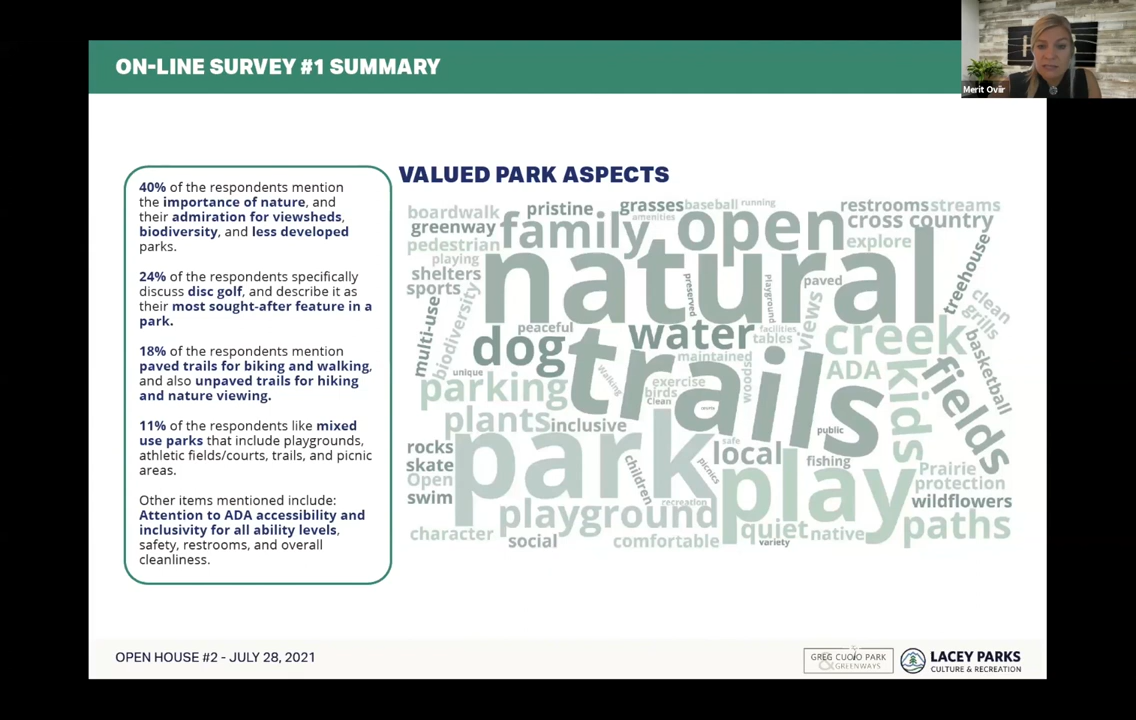 ON-LINE SURVEY #1 SUMMARY
Merit Oviir
40% of the respondents mention
the importance of nature, and
their admiration for viewsheds,
biodiversity, and less developed
parks.
24% of the respondents specifically
discuss disc golf, and describe it as
their most sought-after feature in a
park.
18% of the respondents mention
paved trails for biking and walking,
and also unpaved trails for hiking
and nature viewing.
11% of the respondents like mixed
use parks that include playgrounds,
athletic fields/courts, trails, and picnic
areas.
Other items mentioned include:
Attention to ADA accessibility and
inclusivity for all ability levels,
safety, restrooms, and overall
cleanliness.
VALUED PARK ASPECTS
boardwalk
pristine
grasses
baseball
running
restrooms
streams
greenway
family
amenities
open
cross country
pedestrian
explore
playing
natural
treehouse
shelters
sports
preserved
playground
paved
clean
grills
multi-use
biodiversity
peaceful
water
facilities
tables
views
creek
basketball
dog
trails
maintained
woods
ADA
unique
Walking
exercise
birds
Clean
kids
fields
parking
plants
inclusive
public
rocks
park
safe
local
fishing
skate
children
picnics
play
Prairie
Open
protection
swim
recreation
wildflowers
playground
quiet
native
paths
character
social
comfortable
variety
OPEN HOUSE #2 - JULY 28, 2021
GREG CUOIO PARK
& GREENWAYS
LACEY PARKS
CULTURE & RECREATION